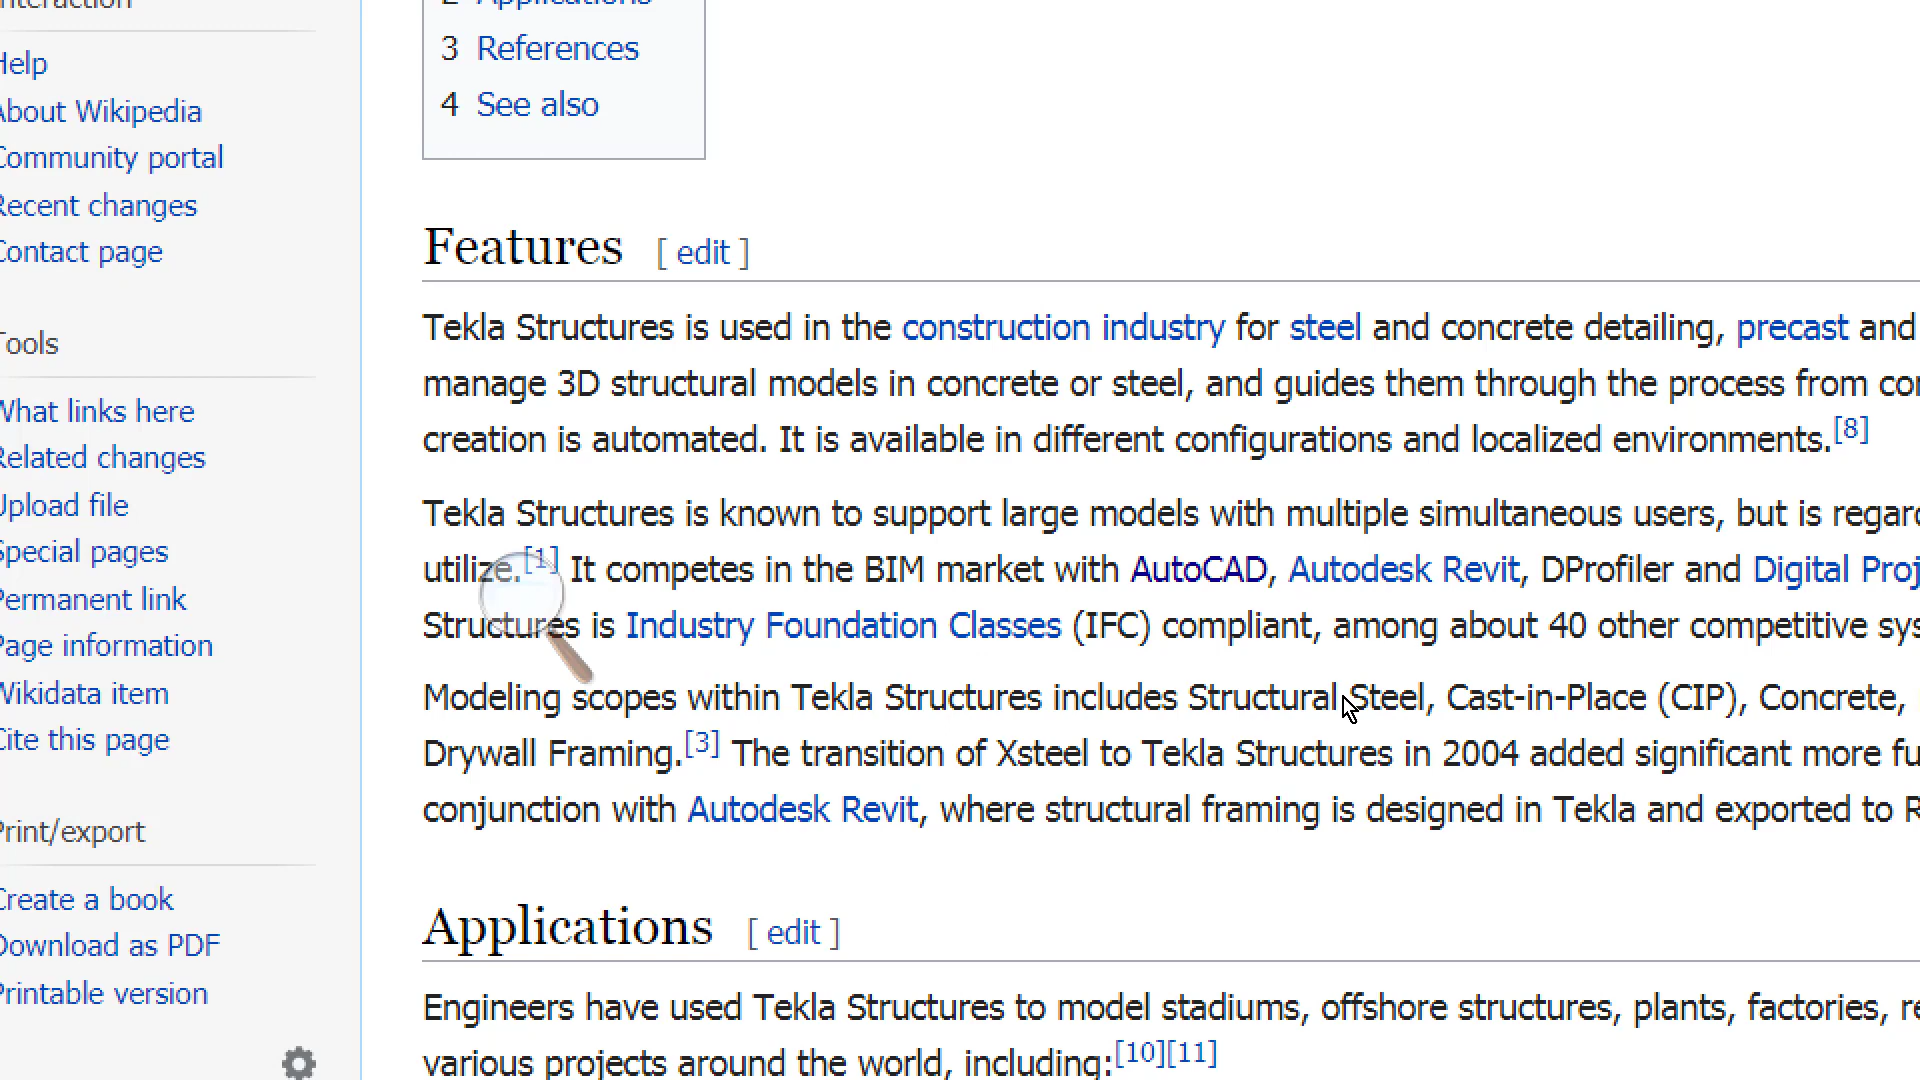 Interaction
Help
About Wikipedia
Community portal
Recent changes
Contact page
Tools
What links here
Related changes
Upload file
Special pages
Permanent link
Page information
Wikidata item
Cite this page
Print/export
Create a book
Download as PDF
Printable version
2 Applications
3 References
4 See also
Features [ edit ]
Tekla Structures is used in the construction industry for steel and concrete detailing, precast and
manage 3D structural models in concrete or steel, and guides them through the process from
creation is automated. It is available in different configurations and localized environments.[8]
Tekla Structures is known to support large models with multiple simultaneous users, but is
utilize.[1] It competes in the BIM market with AutoCAD, Autodesk Revit, DProfiler and Digital
Structures is Industry Foundation Classes (IFC) compliant, among about 40 other competitive
Modeling scopes within Tekla Structures includes Structural Steel, Cast-in-Place (CIP), Concrete,
Drywall Framing.[3] The transition of Xsteel to Tekla Structures in 2004 added significant more
conjunction with Autodesk Revit, where structural framing is designed in Tekla and exported to
Applications [ edit ]
Engineers have used Tekla Structures to model stadiums, offshore structures, plants, factories,
various projects around the world, including:[10][11]